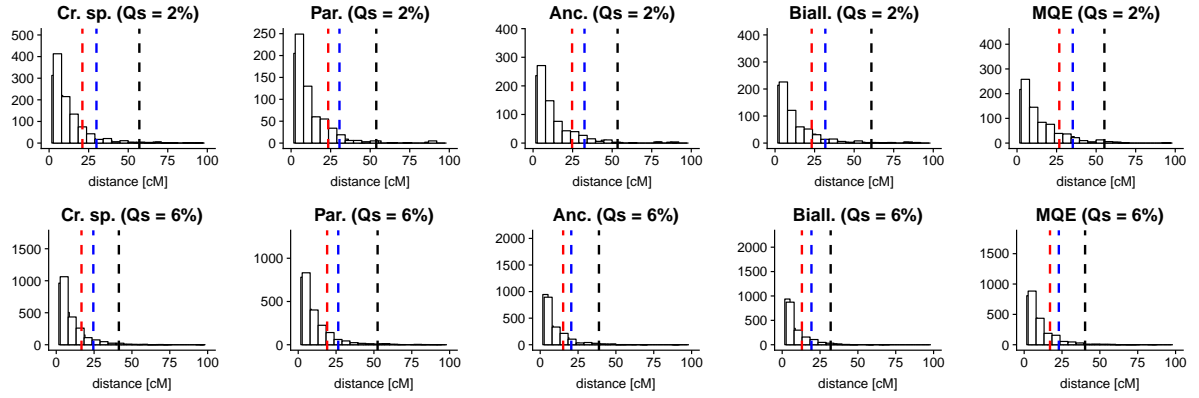 Cr. sp. (Qs = 2%) Par. (Qs = 2%) Anc. (Qs = 2%) Biall. (Qs = 2%) MQE (Qs = 2%)
500 250 400 400 400
400 200 300 300 300
300 150 200 200 200
200 100 100 100 100
100 50 0 0 0
0 0
0 25 50 75 100 0 25 50 75 100 0 25 50 75 100 0 25 50 75 100 0 25 50 75 100
distance [cM] distance [cM] distance [cM] distance [cM] distance [cM]
Cr. sp. (Qs = 6%) Par. (Qs = 6%) Anc. (Qs = 6%) Biall. (Qs = 6%) MQE (Qs = 6%)
1500 1000 2000 2000 1500
1000 500 1500 1500 1000
500 0 1000 1000 500
0 500 500 0
0 0
0 25 50 75 100 0 25 50 75 100 0 25 50 75 100 0 25 50 75 100 0 25 50 75 100
distance [cM] distance [cM] distance [cM] distance [cM] distance [cM]